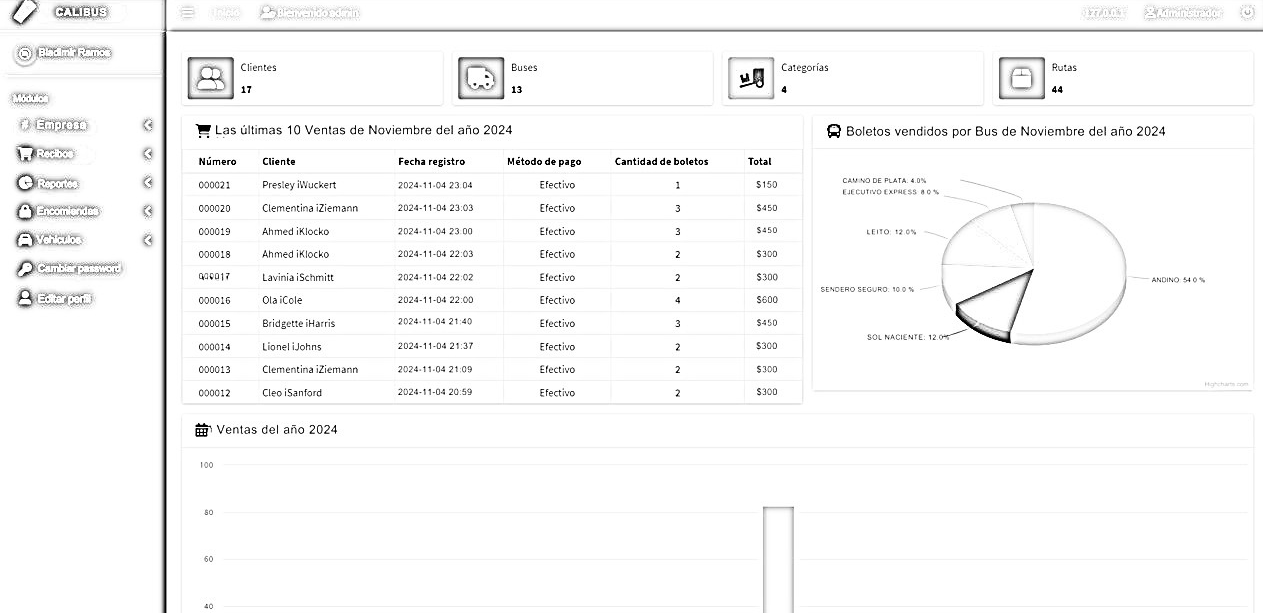 CALIBUS
Inicio
Bienvenido admin
127.0.0.1
Administrador
Bladimir Ramos
Módulos
Empresa
Recibos
Reportes
Encomiendas
Vehículos
Cambiar password
Editar perfil
Clientes
17
Buses
13
Categorías
4
Rutas
44
Las últimas 10 Ventas de Noviembre del año 2024
Número Cliente Fecha registro Método de pago Cantidad de boletos Total
000021 Presley iWuckert 2024-11-04 23:04 Efectivo 1 $150
000020 Clementina iZiemann 2024-11-04 23:03 Efectivo 3 $450
000019 Ahmed iKlocko 2024-11-04 23:00 Efectivo 3 $450
000018 Ahmed iKlocko 2024-11-04 22:03 Efectivo 2 $300
000017 Lavinia iSchmitt 2024-11-04 22:02 Efectivo 2 $300
000016 Ola iCole 2024-11-04 22:00 Efectivo 4 $600
000015 Bridgette iHarris 2024-11-04 21:40 Efectivo 3 $450
000014 Lionel iJohns 2024-11-04 21:37 Efectivo 2 $300
000013 Clementina iZiemann 2024-11-04 21:09 Efectivo 2 $300
000012 Cleo iSanford 2024-11-04 20:59 Efectivo 2 $300
Boletos vendidos por Bus de Noviembre del año 2024
CAMINO DE PLATA: 4.0%
EJECUTIVO EXPRESS: 8.0 %
LEITO: 12.0%
ANDINO: 54.0 %
SENDERO SEGURO: 10.0 %
SOL NACIENTE: 12.0%
Highcharts.com
Ventas del año 2024
100
80
60
40